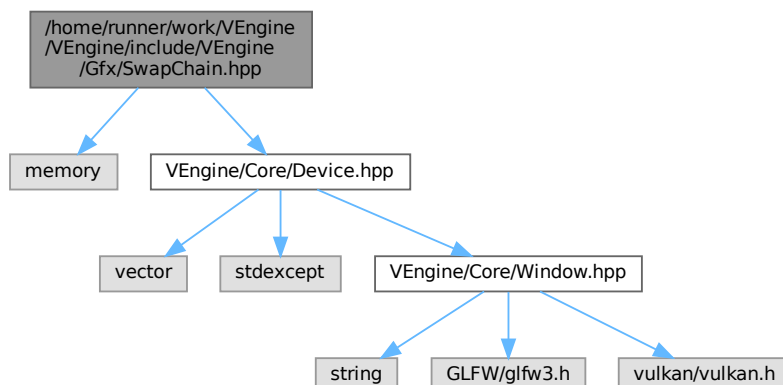 /home/runner/work/VEngine
/VEngine/include/VEngine
/Gfx/SwapChain.hpp
memory
VEngine/Core/Device.hpp
vector
stdexcept
VEngine/Core/Window.hpp
string
GLFW/glfw3.h
vulkan/vulkan.h